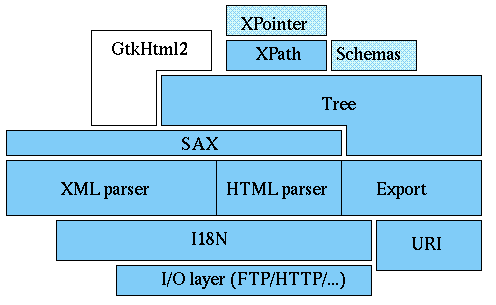 XPointer
GtkHtml2
XPath
Schemas
Tree
SAX
XML parser
HTML parser
Export
I18N
URI
I/O layer (FTP/HTTP/...)